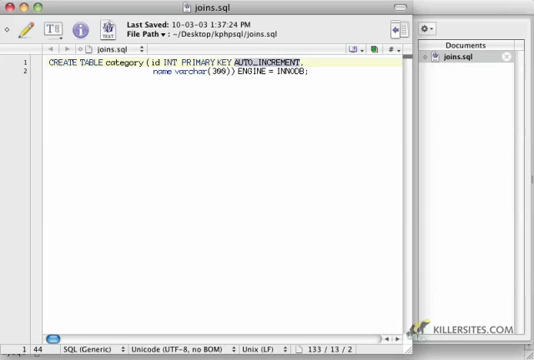 joins.sql
Last Saved: 10-03-03 1:37:24 PM
File Path: ~/Desktop/kphpsql/joins.sql
TEXT
joins.sql
#
1 CREATE TABLE category (id INT PRIMARY KEY AUTO_INCREMENT,
2 name varchar(300)) ENGINE = INNODB;
1 44 SQL (Generic) Unicode (UTF-8, no BOM) Unix (LF) 133 / 13 / 2
Documents
joins.sql
KILLERSITES.COM